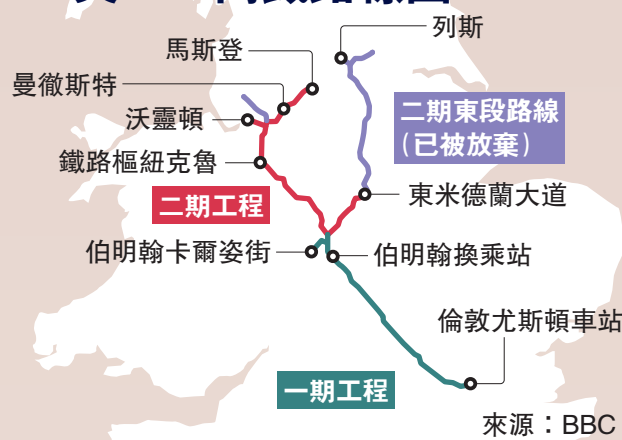 列斯
馬斯登
曼徹斯特
沃靈頓
二期東段路線
(已被放棄)
鐵路樞紐克魯
二期工程
東米德蘭大道
伯明翰卡爾姿街
伯明翰換乘站
倫敦尤斯頓車站
一期工程
來源：BBC